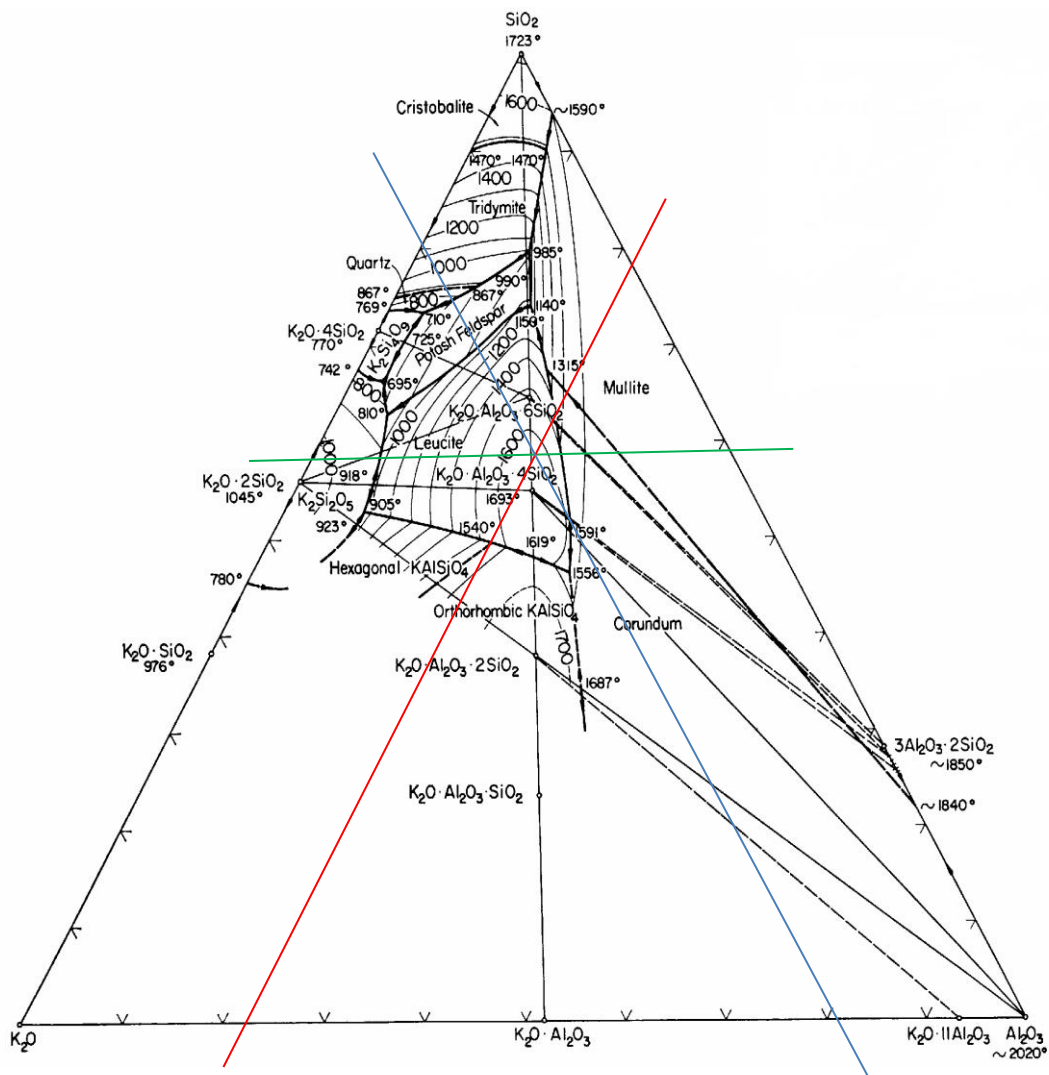 SiO₂
1723°
1600
~1590°
Cristobalite
1470° 1470°
1400
Tridymite
1200
985°
Quartz
1000
990°
867°
800
867°
769°
1140°
710°
K₂O·4SiO₂
770°
K₂Si₄O₉
725°
Potash Feldspar
1150°
1200
742°
800
695°
1400
1315°
Mullite
810°
K₂O·Al₂O₃·6SiO₂
1000
Leucite
1600
1000
K₂O·2SiO₂
1045°
918°
K₂O·Al₂O₃·4SiO₂
K₂Si₂O₅
905°
1693°
923°
1540°
1591°
1619°
Hexagonal KAlSiO₄
1556°
780°
Orthorhombic KAlSiO₄
Corundum
K₂O·SiO₂
976°
1700
K₂O·Al₂O₃·2SiO₂
1687°
3Al₂O₃·2SiO₂
~1850°
K₂O·Al₂O₃·SiO₂
~1840°
K₂O
K₂O·Al₂O₃
K₂O·11Al₂O₃
Al₂O₃
~2020°